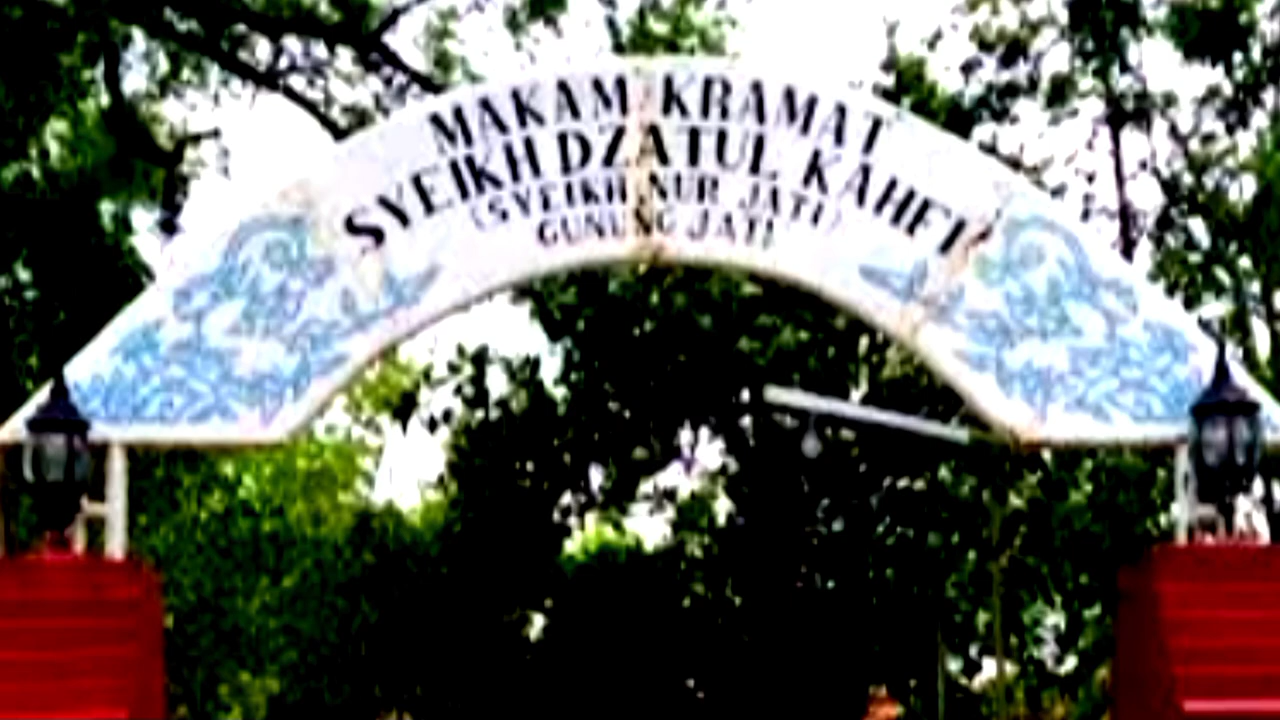 MAKAM KRAMAT
SYEIKH DZATUL KAHFI
(SYEIKH NUR JATI)
GUNUNG JATI